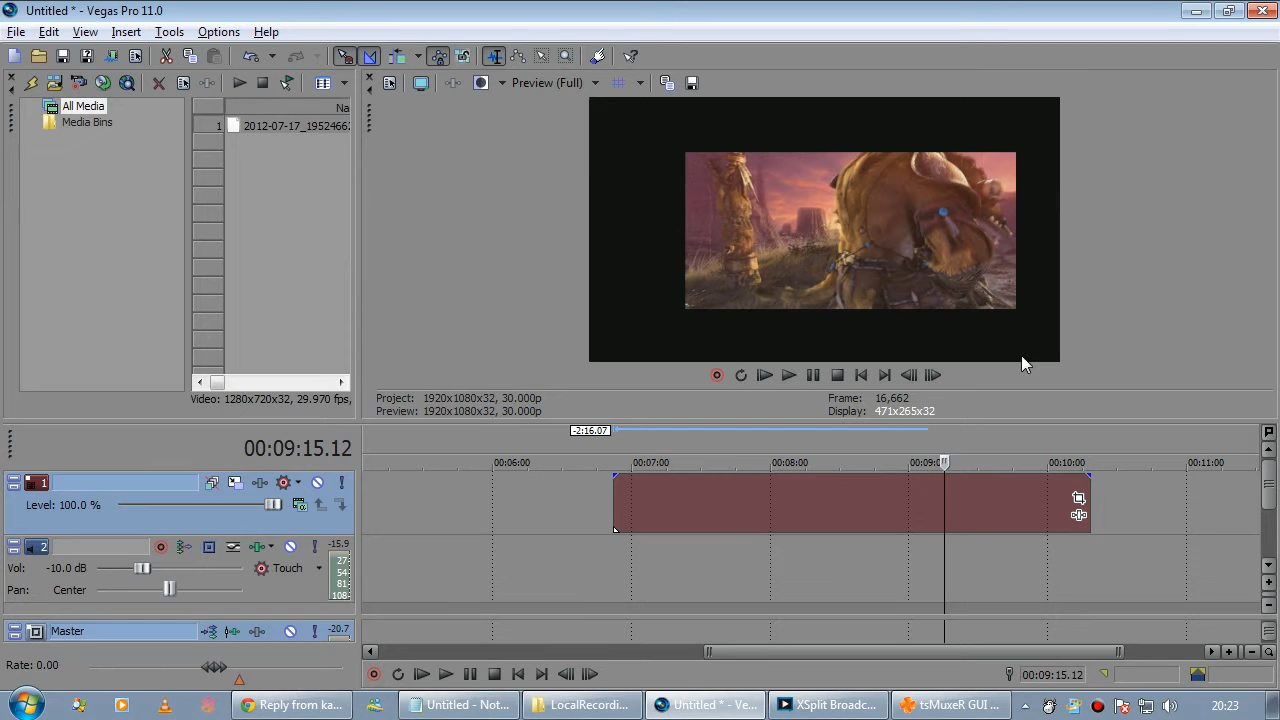 Untitled * - Vegas Pro 11.0
File Edit View Insert Tools Options Help
Preview (Full)
All Media
Media Bins
Na
1 2012-07-17_19524662
Video: 1280x720x32, 29.970 fps,
Project: 1920x1080x32, 30.000p
Preview: 1920x1080x32, 30.000p
Frame: 16,662
Display: 471x265x32
-2:16.07
00:09:15.12
00:06:00 00:07:00 00:08:00 00:09:0 00:10:00 00:11:00
1
Level: 100.0 %
2
-15.9
Vol: -10.0 dB
Touch
Pan: Center
27
54
81
108
Master
-20.7
Rate: 0.00
00:09:15.12
Reply from ka...
Untitled - Not...
LocalRecordi...
Untitled * - Ve...
XSplit Broadc...
tsMuxeR GUI ...
20:23